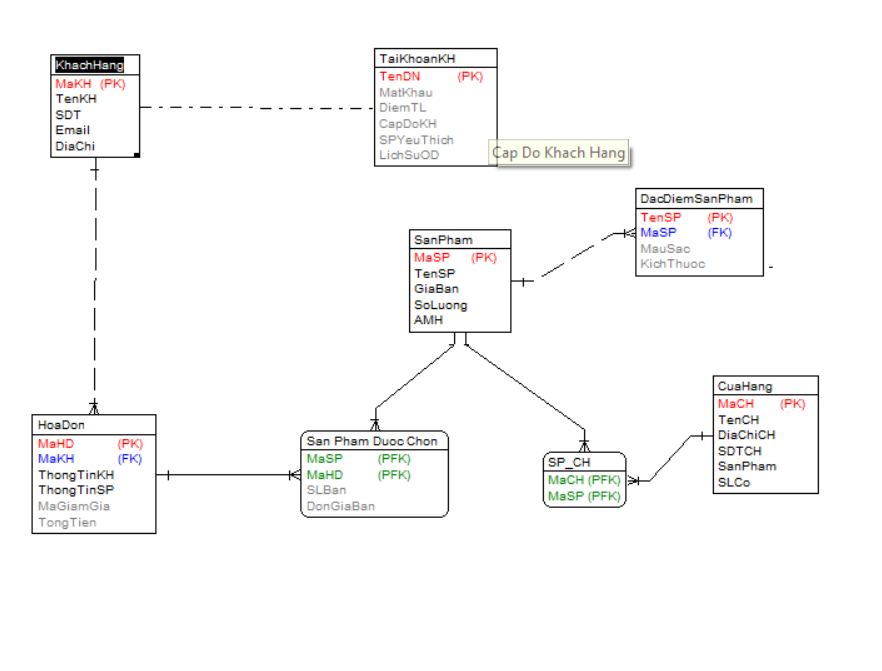 KhachHang
MaKH (PK)
TenKH
SDT
Email
DiaChi
TaiKhoanKH
TenDN (PK)
MatKhau
DiemTL
CapDoKH
SPYeuThich
LichSuOD
Cap Do Khach Hang
DacDiemSanPham
TenSP (PK)
MaSP (FK)
MauSac
KichThuoc
SanPham
MaSP (PK)
TenSP
GiaBan
SoLuong
AMH
CuaHang
MaCH (PK)
TenCH
DiaChiCH
SDTCH
SanPham
SLCo
HoaDon
MaHD (PK)
MaKH (FK)
ThongTinKH
ThongTinSP
MaGiamGia
TongTien
San Pham Duoc Chon
MaSP (PFK)
MaHD (PFK)
SLBan
DonGiaBan
SP_CH
MaCH (PFK)
MaSP (PFK)